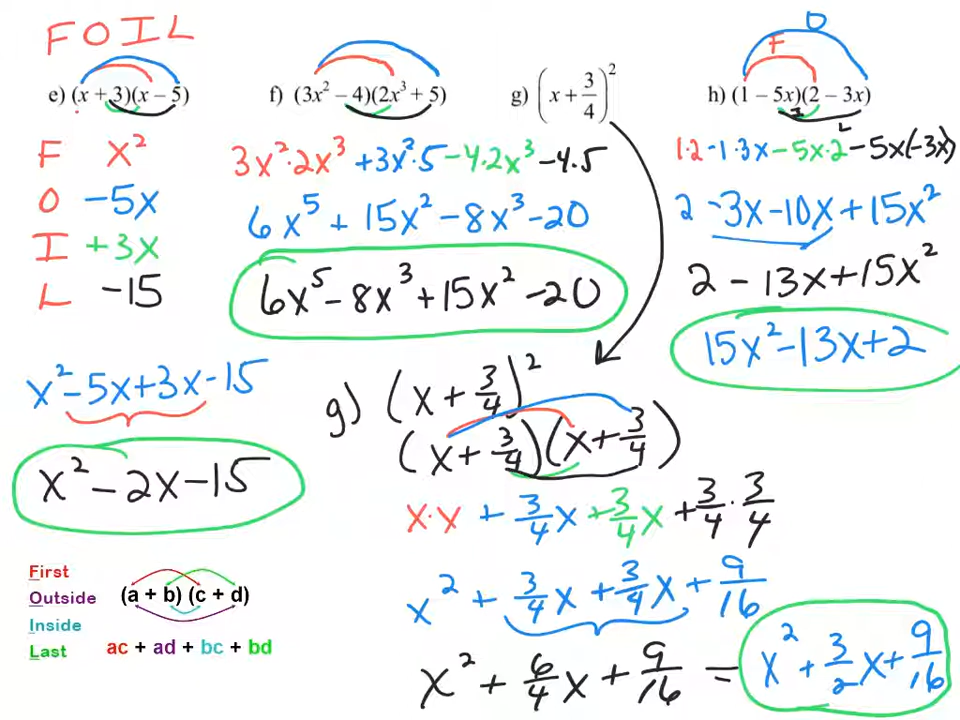 FOIL
e) (x + 3)(x − 5)
F x²
O −5x
I +3x
L −15
x² −5x+3x−15
x² − 2x −15
f) (3x² − 4)(2x³ + 5)
3x²·2x³ +3x²·5 −4·2x³ −4·5
6x⁵ + 15x² −8x³ −20
6x⁵ − 8x³ + 15x² −20
g) (x + 3/4)²
O
F
h) (1 − 5x)(2 − 3x)
I
L
1·2 −1·3x −5x·2 −5x(−3x)
2 −3x −10x + 15x²
2 − 13x + 15x²
15x² −13x + 2
g) (x + 3/4)²
(x + 3/4)(x + 3/4)
x·x + 3/4x + 3/4x + 3/4 · 3/4
x² + 3/4x + 3/4x + 9/16
x² + 6/4x + 9/16 = x² + 3/2x + 9/16
First
Outside
Inside
Last
(a + b) (c + d)
ac + ad + bc + bd